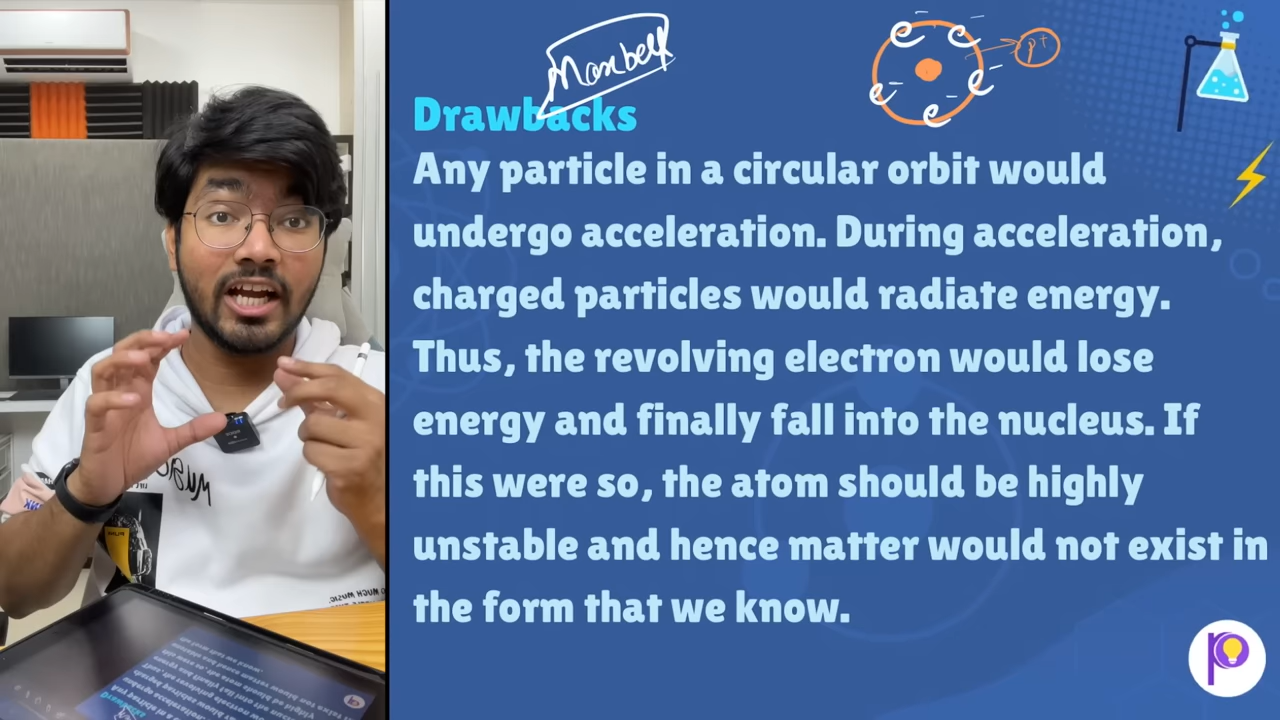 Maxbell
p+
Drawbacks
Any particle in a circular orbit would
undergo acceleration. During acceleration,
charged particles would radiate energy.
Thus, the revolving electron would lose
energy and finally fall into the nucleus. If
this were so, the atom should be highly
unstable and hence matter would not exist in
the form that we know.